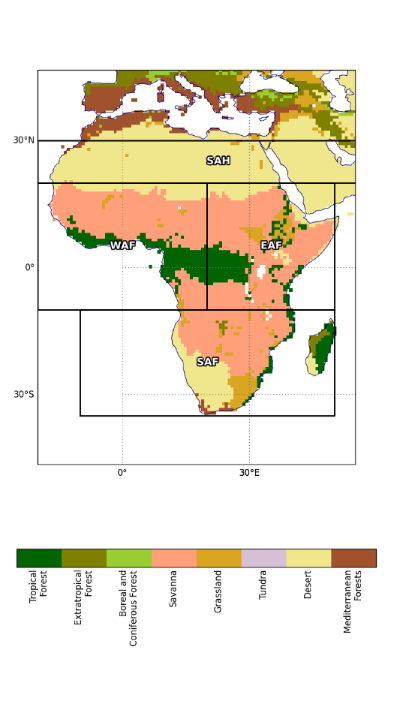 30°N
SAH
WAF
EAF
0°
SAF
30°S
0° 30°E
Tropical
Forest
Extratropical
Forest
Boreal and
Coniferous Forest
Savanna
Grassland
Tundra
Desert
Mediterranean
Forests